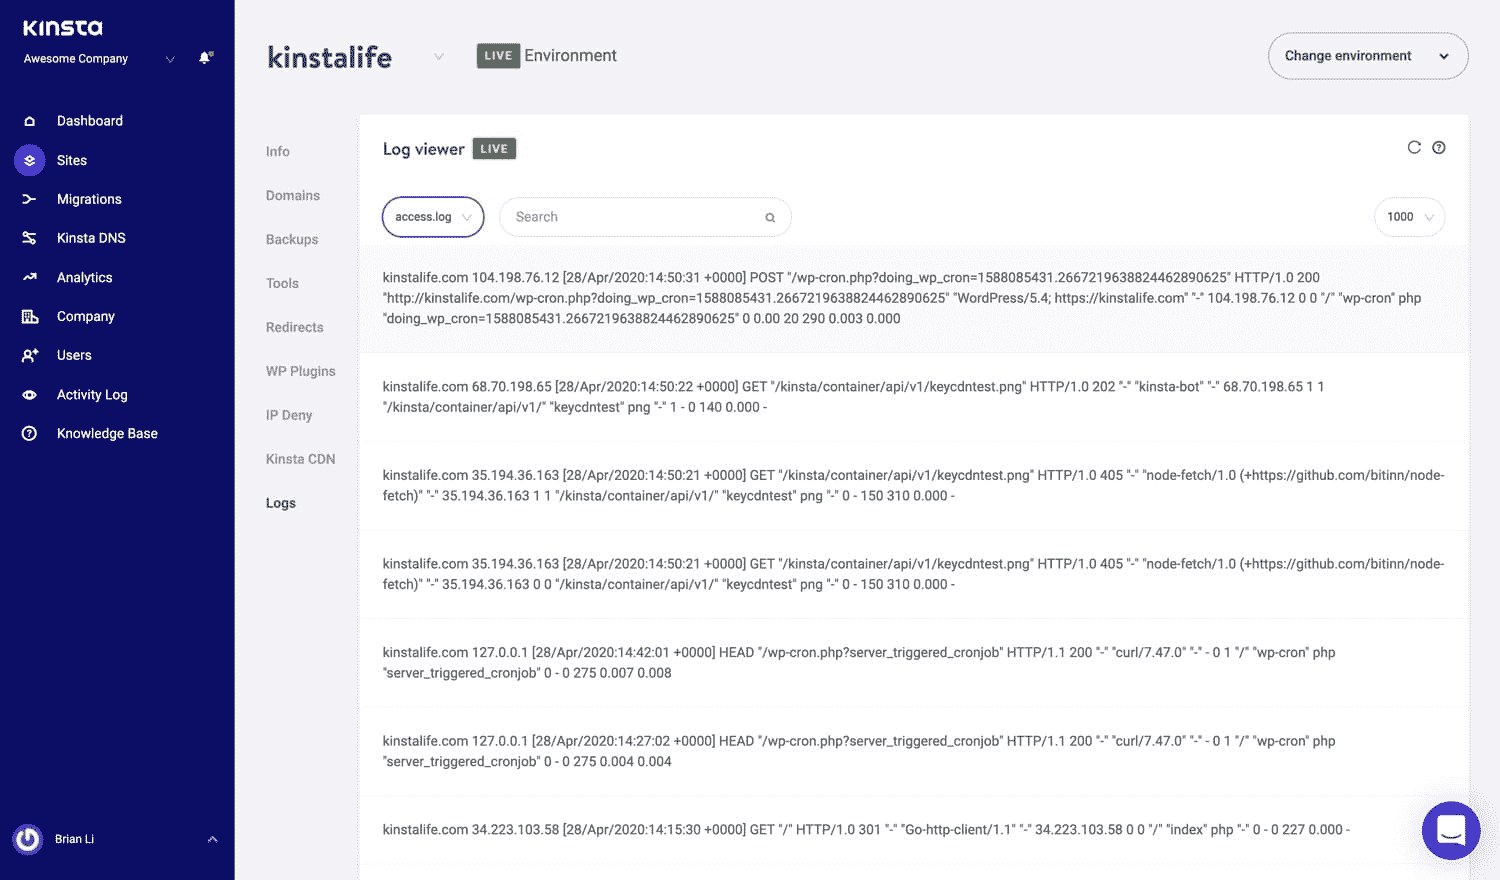 KINSTA
Awesome Company
Dashboard
Sites
Migrations
Kinsta DNS
Analytics
Company
Users
Activity Log
Knowledge Base
Brian Li
kinstalife
LIVE Environment
Change environment
Info
Domains
Backups
Tools
Redirects
WP Plugins
IP Deny
Kinsta CDN
Logs
Log viewer LIVE
access.log
Search
1000
kinstalife.com 104.198.76.12 [28/Apr/2020:14:50:31 +0000] POST "/wp-cron.php?doing_wp_cron=1588085431.2667219638824462890625" HTTP/1.0 200
"http://kinstalife.com/wp-cron.php?doing_wp_cron=1588085431.2667219638824462890625" "WordPress/5.4; https://kinstalife.com" "-" 104.198.76.12 0 0 "/" "wp-cron" php
"doing_wp_cron=1588085431.2667219638824462890625" 0 0.00 20 290 0.003 0.000
kinstalife.com 68.70.198.65 [28/Apr/2020:14:50:22 +0000] GET "/kinsta/container/api/v1/keycdntest.png" HTTP/1.0 202 "-" "kinsta-bot" "-" 68.70.198.65 1 1
"/kinsta/container/api/v1/" "keycdntest" png "-" 1 - 0 140 0.000 -
kinstalife.com 35.194.36.163 [28/Apr/2020:14:50:21 +0000] GET "/kinsta/container/api/v1/keycdntest.png" HTTP/1.0 405 "-" "node-fetch/1.0 (+https://github.com/bitinn/node-
fetch)" "-" 35.194.36.163 1 1 "/kinsta/container/api/v1/" "keycdntest" png "-" 0 - 150 310 0.000 -
kinstalife.com 35.194.36.163 [28/Apr/2020:14:50:21 +0000] GET "/kinsta/container/api/v1/keycdntest.png" HTTP/1.0 405 "-" "node-fetch/1.0 (+https://github.com/bitinn/node-
fetch)" "-" 35.194.36.163 0 0 "/kinsta/container/api/v1/" "keycdntest" png "-" 0 - 150 310 0.000 -
kinstalife.com 127.0.0.1 [28/Apr/2020:14:42:01 +0000] HEAD "/wp-cron.php?server_triggered_cronjob" HTTP/1.1 200 "-" "curl/7.47.0" "-" - 0 1 "/" "wp-cron" php
"server_triggered_cronjob" 0 - 0 275 0.007 0.008
kinstalife.com 127.0.0.1 [28/Apr/2020:14:27:02 +0000] HEAD "/wp-cron.php?server_triggered_cronjob" HTTP/1.1 200 "-" "curl/7.47.0" "-" - 0 1 "/" "wp-cron" php
"server_triggered_cronjob" 0 - 0 275 0.004 0.004
kinstalife.com 34.223.103.58 [28/Apr/2020:14:15:30 +0000] GET "/" HTTP/1.0 301 "-" "Go-http-client/1.1" "-" 34.223.103.58 0 0 "/" "index" php "-" 0 - 0 227 0.000 -